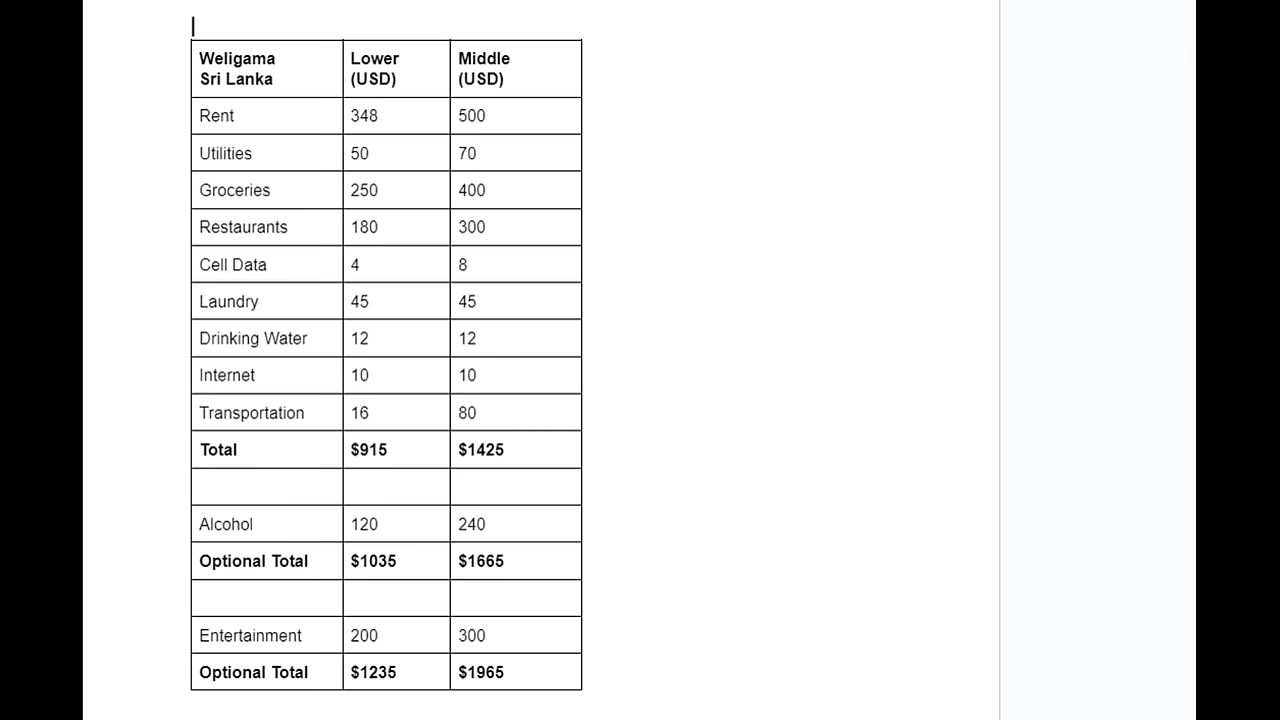 Weligama Lower Middle
Sri Lanka (USD) (USD)
Rent 348 500
Utilities 50 70
Groceries 250 400
Restaurants 180 300
Cell Data 4 8
Laundry 45 45
Drinking Water 12 12
Internet 10 10
Transportation 16 80
Total $915 $1425
Alcohol 120 240
Optional Total $1035 $1665
Entertainment 200 300
Optional Total $1235 $1965